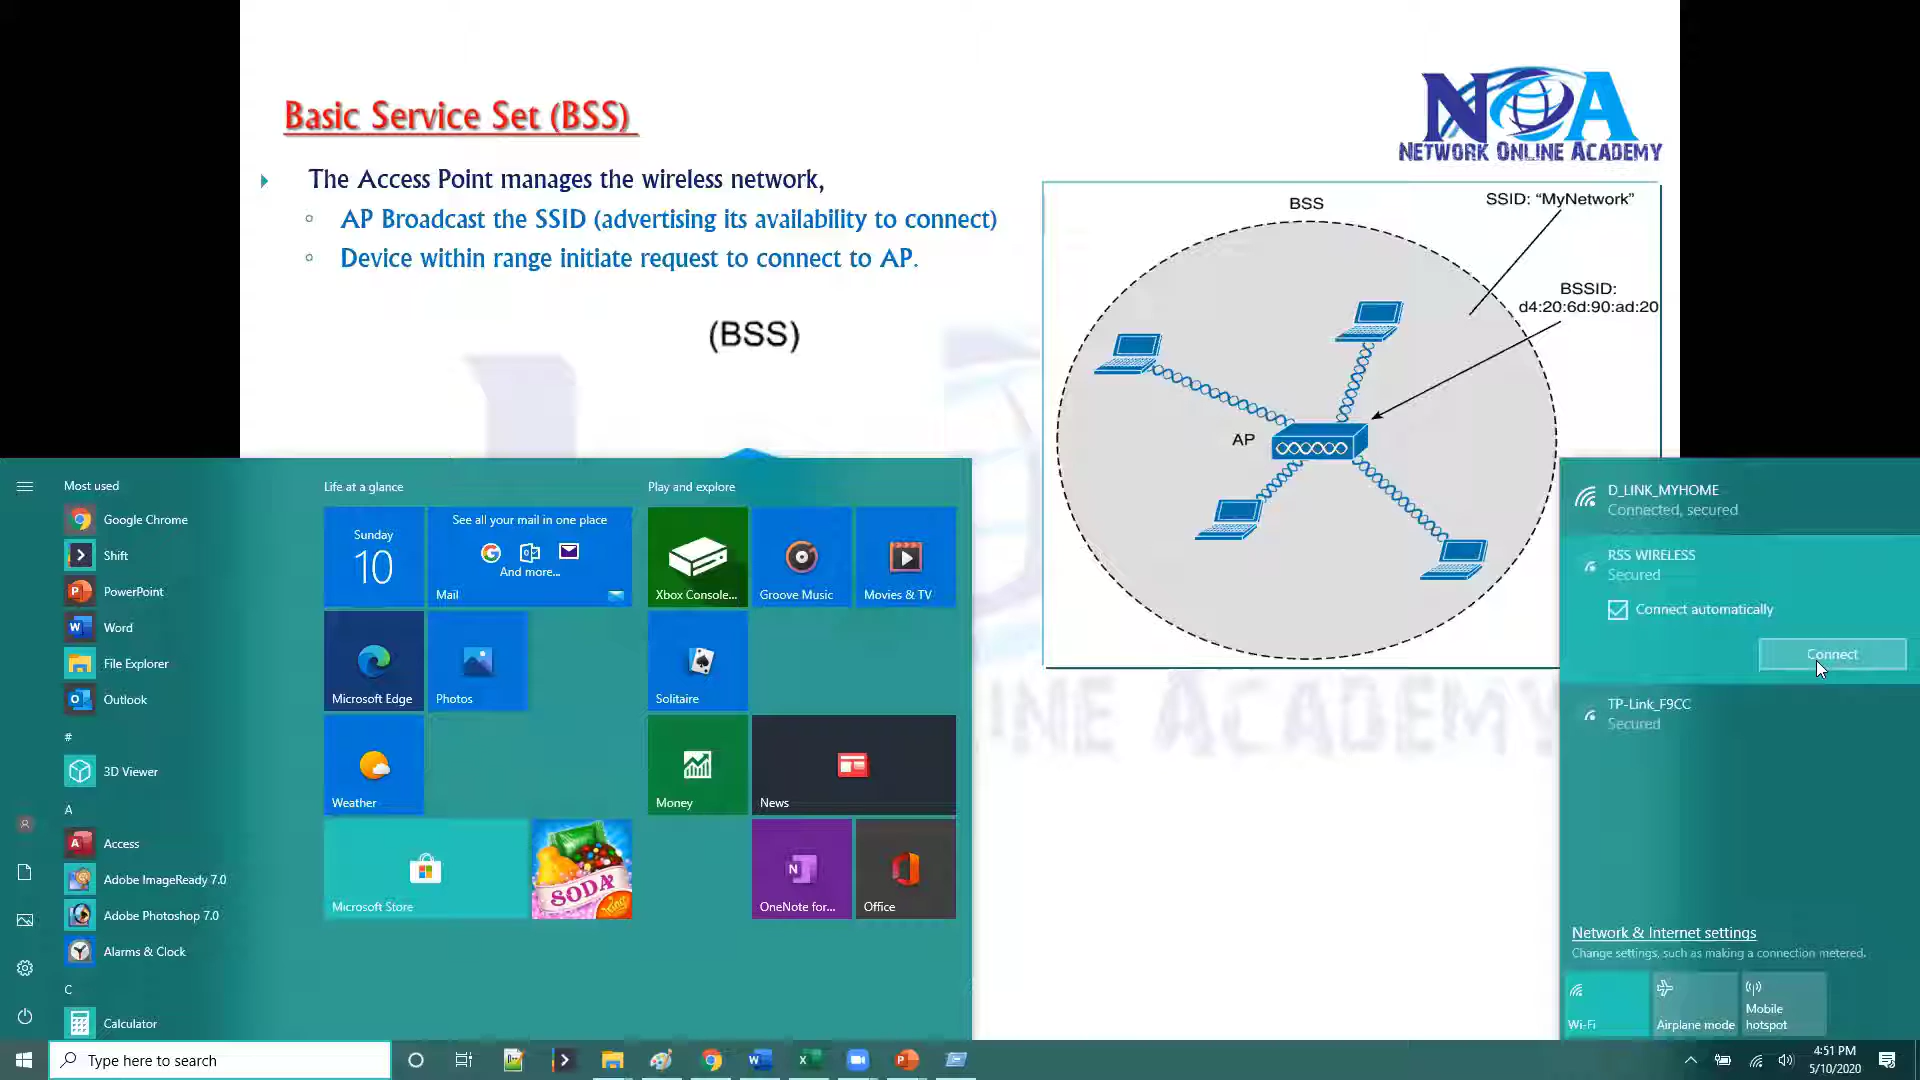 Basic Service Set (BSS)
NOA
NETWORK ONLINE ACADEMY
The Access Point manages the wireless network,
AP Broadcast the SSID (advertising its availability to connect)
Device within range initiate request to connect to AP.
(BSS)
BSS
SSID: “MyNetwork”
BSSID:
d4:20:6d:90:ad:20
AP
INE ACADEMY
Most used
Google Chrome
Shift
PowerPoint
Word
File Explorer
Outlook
#
3D Viewer
A
Access
Adobe ImageReady 7.0
Adobe Photoshop 7.0
Alarms & Clock
C
Calculator
Life at a glance
Sunday
10
See all your mail in one place
And more...
Mail
Microsoft Edge
Photos
Weather
Microsoft Store
SODA
King
Play and explore
Xbox Console...
Groove Music
Movies & TV
Solitaire
Money
News
OneNote for...
Office
D_LINK_MYHOME
Connected, secured
RSS WIRELESS
Secured
Connect automatically
Connect
TP-Link_F9CC
Secured
Network & Internet settings
Change settings, such as making a connection metered.
Wi-Fi
Airplane mode
Mobile
hotspot
Type here to search
4:51 PM
5/10/2020